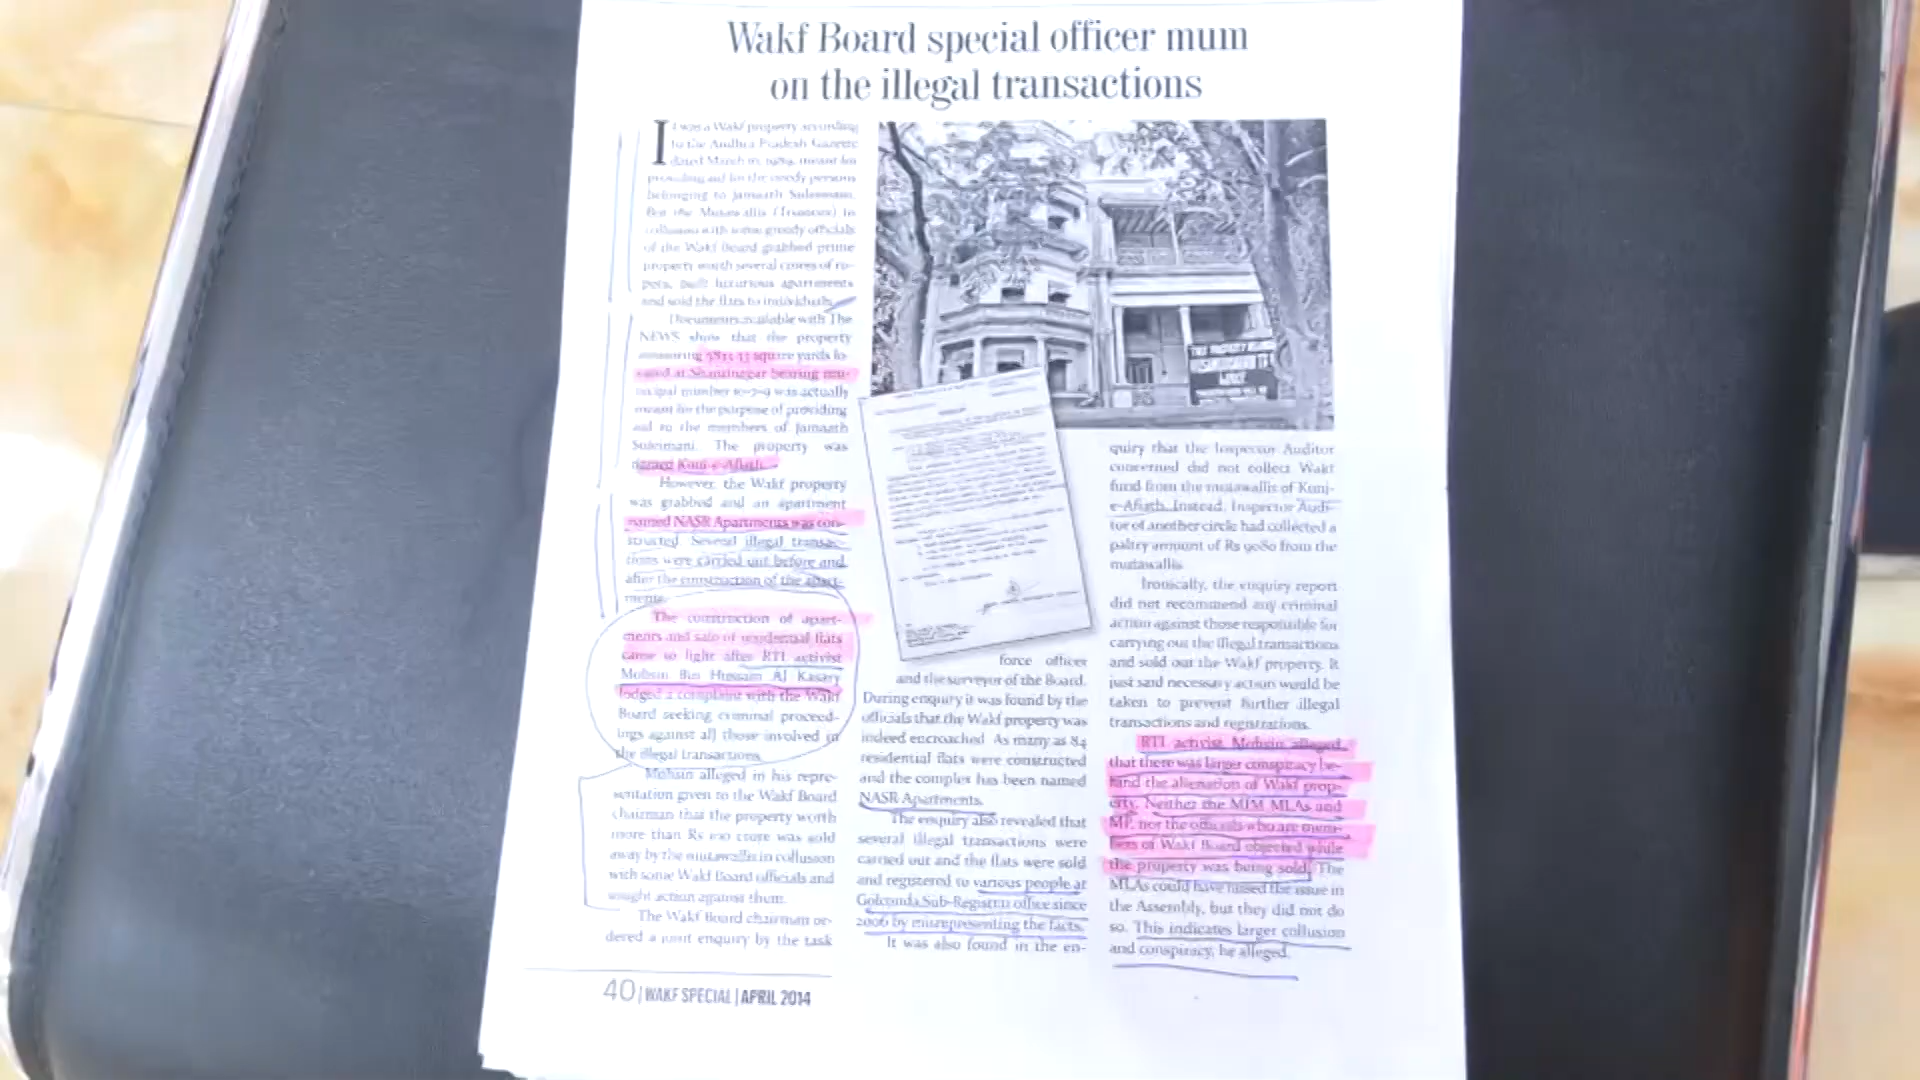 Wakf Board special officer mum
on the illegal transactions
It was a Wakf property according
to the Andhra Pradesh Gazette
dated March 1989, meant for
providing aid for the needy persons
belonging to Jamaath Sulemani.
But the Mutawallis (Trustees) in
collusion with some greedy officials
of the Wakf Board grabbed prime
property worth several crores of ru-
pees, built luxurious apartments
and sold the flats to individuals.
Documents available with The
NEWS show that the property
measuring square yards lo-
cated at Shantinagar bearing mu-
nicipal number 10-7-9 was actually
meant for the purpose of providing
aid to the members of Jamaath
Suleimani. The property was
named Kunj-e-Afiath.
However, the Wakf property
was grabbed and an apartment
named NASR Apartments was con-
structed. Several illegal transac-
tions were carried out before and
after the construction of the apart-
ments.
The construction of apart-
ments and sale of residential flats
came to light after RTI activist
Mohsin Bin Hussain Al Kasary
lodged a complaint with the Wakf
Board seeking criminal proceed-
ings against all those involved in
the illegal transactions.
Mohsin alleged in his repre-
sentation given to the Wakf Board
chairman that the property worth
more than Rs 100 crore was sold
away by the mutawallis in collusion
with some Wakf Board officials and
sought action against them.
The Wakf Board chairman or-
dered a joint enquiry by the task
force officer
and the surveyor of the Board.
During enquiry it was found by the
officials that the Wakf property was
indeed encroached. As many as 84
residential flats were constructed
and the complex has been named
NASR Apartments.
The enquiry also revealed that
several illegal transactions were
carried out and the flats were sold
and registered to various people at
Golconda Sub-Registrar office since
2006 by misrepresenting the facts.
It was also found in the en-
quiry that the Inspector Auditor
concerned did not collect Wakf
fund from the mutawallis of Kunj-
e-Afiath. Instead, Inspector Audi-
tor of another circle had collected a
paltry amount of Rs 9080 from the
mutawallis.
Ironically, the enquiry report
did not recommend any criminal
action against those responsible for
carrying out the illegal transactions
and sold out the Wakf property. It
just said necessary action would be
taken to prevent further illegal
transactions and registrations.
RTI activist Mohsin alleged
that there was larger conspiracy be-
hind the alienation of Wakf prop-
erty. Neither the MIM MLAs and
MP, nor the officials who are mem-
bers of Wakf Board objected while
the property was being sold. The
MLAs could have raised the issue in
the Assembly, but they did not do
so. This indicates larger collusion
and conspiracy, he alleged.
40 | WAKF SPECIAL | APRIL 2014